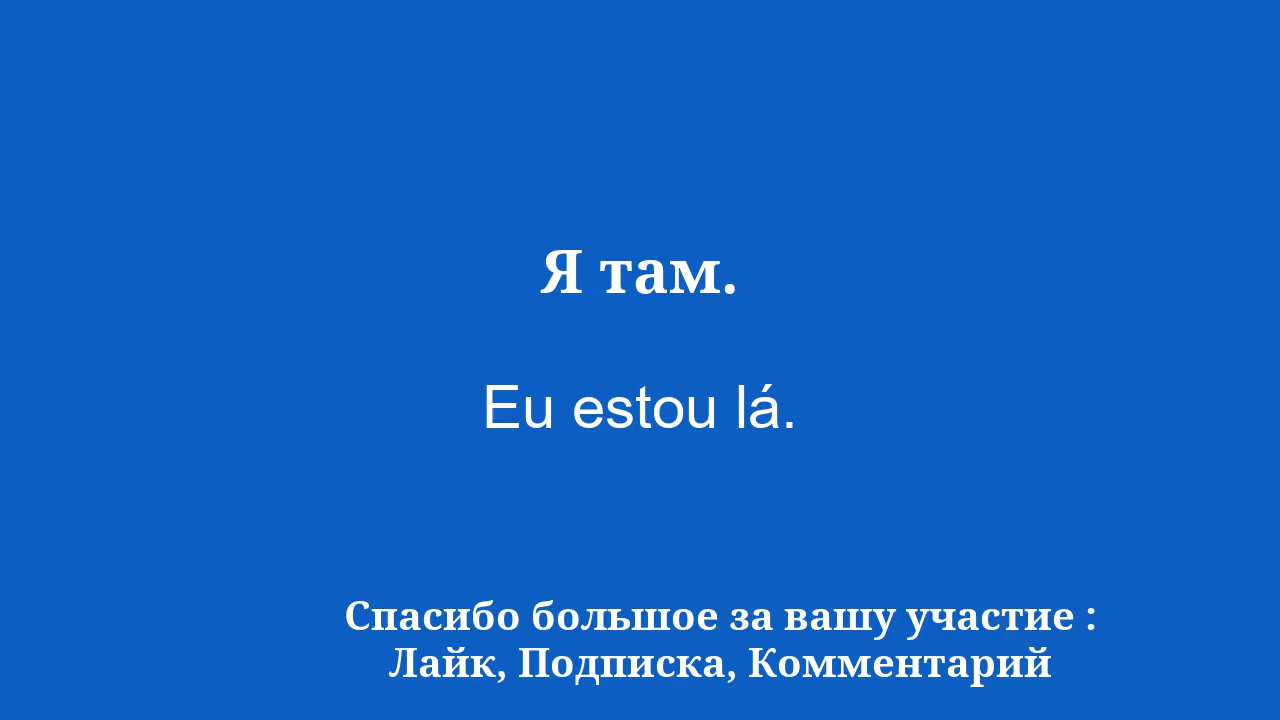 Я там.
Eu estou lá.
Спасибо большое за вашу участие :
Лайк, Подписка, Комментарий